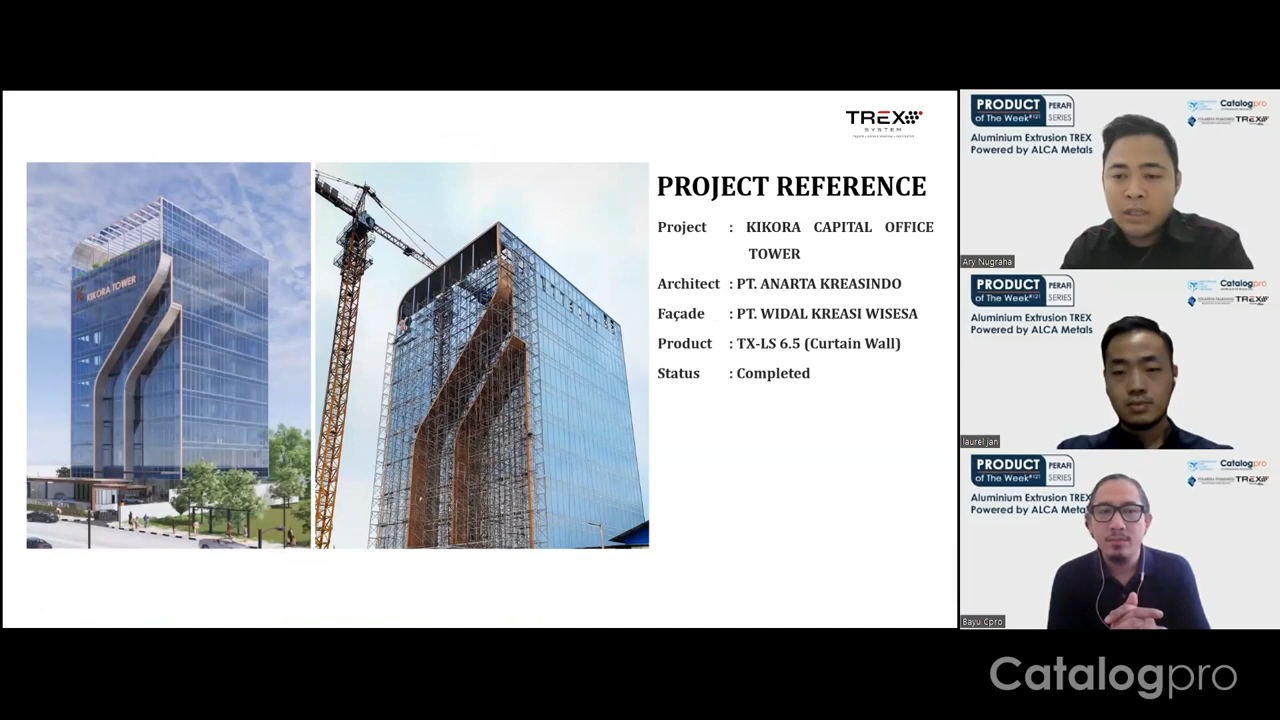 TREX
SYSTEM
KIKORA TOWER
PROJECT REFERENCE
Project : KIKORA CAPITAL OFFICE
TOWER
Architect : PT. ANARTA KREASINDO
Façade : PT. WIDAL KREASI WISESA
Product : TX-LS 6.5 (Curtain Wall)
Status : Completed
PRODUCT PERAFI
of The Week#121 SERIES
Catalogpro
TREX
Aluminium Extrusion TREX
Powered by ALCA Metals
Ary Nugraha
PRODUCT PERAFI
of The Week#121 SERIES
Catalogpro
TREX
Aluminium Extrusion TREX
Powered by ALCA Metals
laurel jan
PRODUCT PERAFI
of The Week#121 SERIES
Catalogpro
TREX
Aluminium Extrusion TREX
Powered by ALCA Meta
Bayu Cpro
Catalogpro